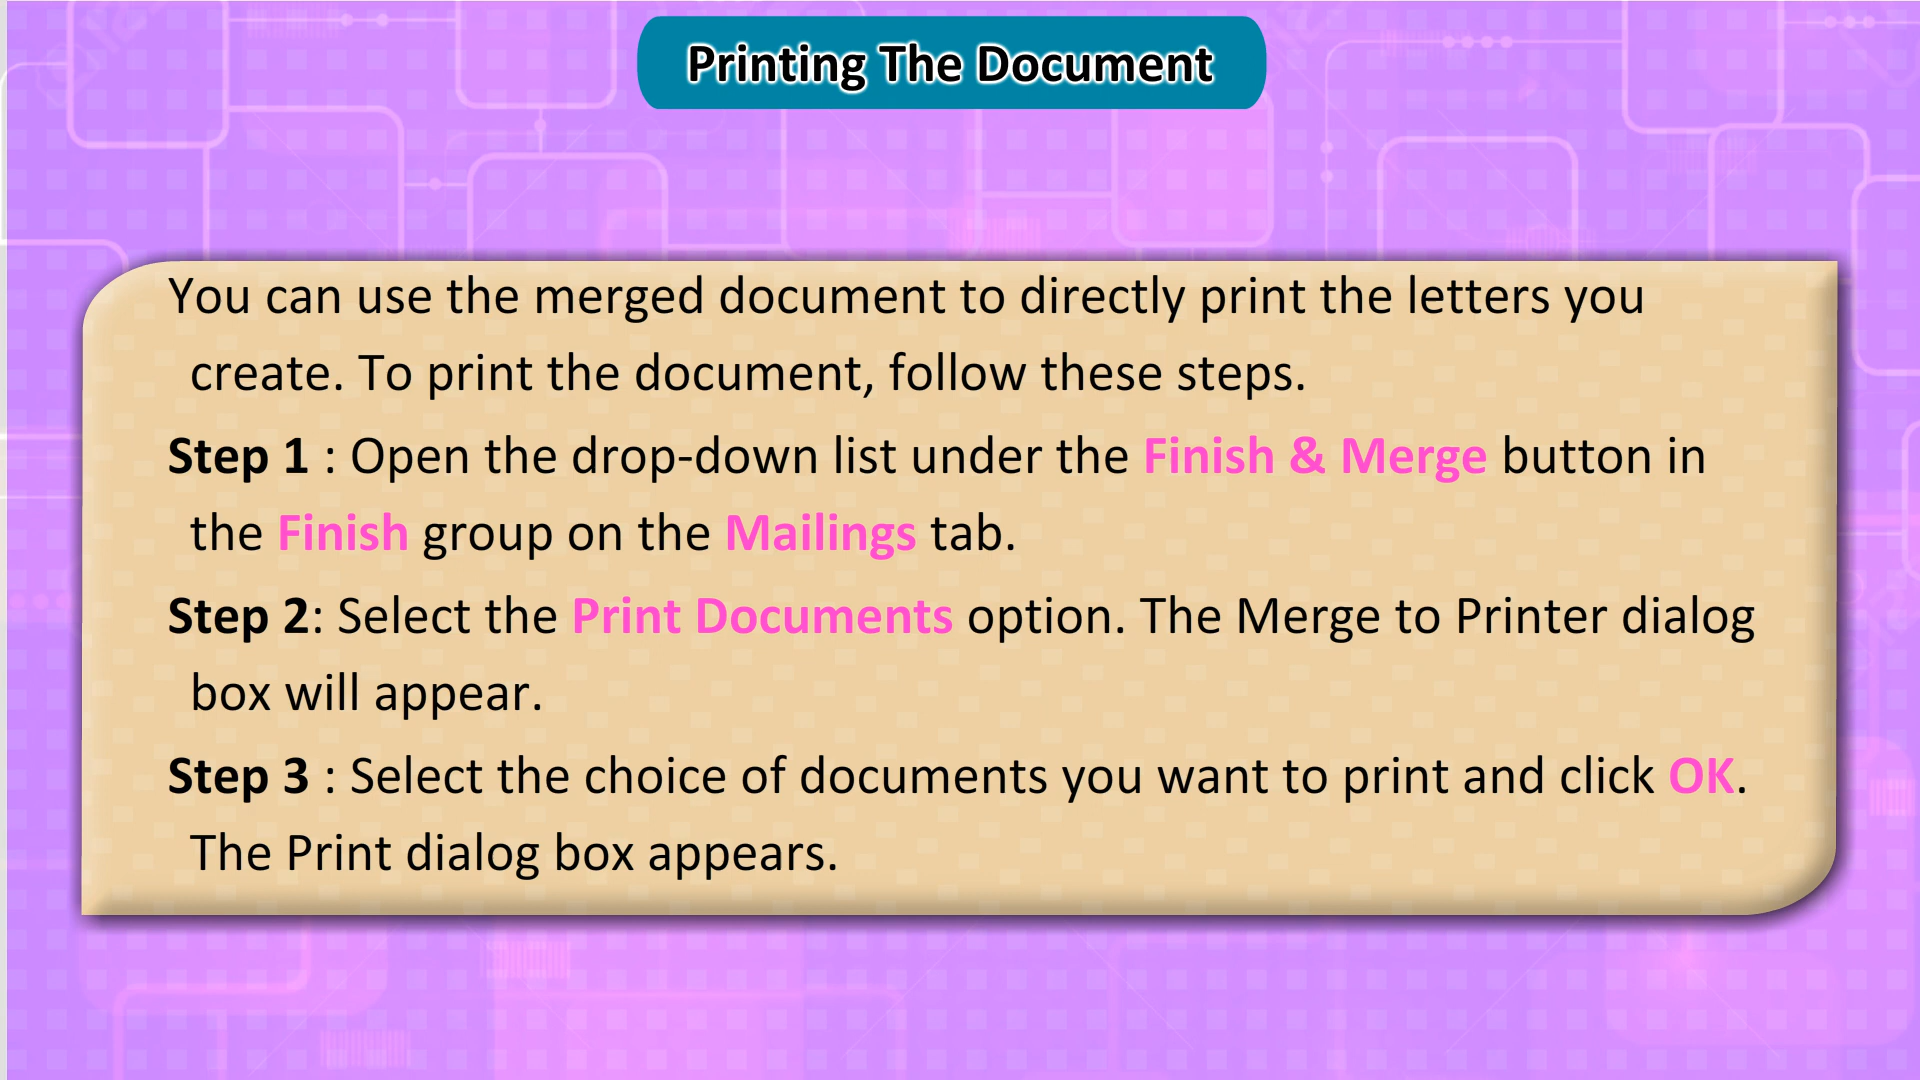 Printing The Document
You can use the merged document to directly print the letters you
create. To print the document, follow these steps.
Step 1 : Open the drop-down list under the Finish & Merge button in
the Finish group on the Mailings tab.
Step 2: Select the Print Documents option. The Merge to Printer dialog
box will appear.
Step 3 : Select the choice of documents you want to print and click OK.
The Print dialog box appears.